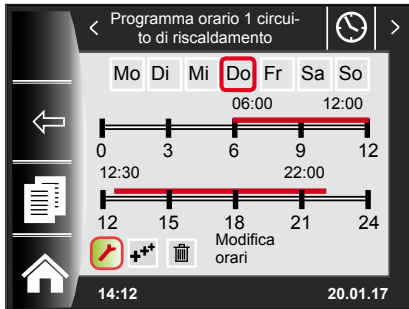 Programma orario 1 circui-
to di riscaldamento
Mo Di Mi Do Fr Sa So
06:00 12:00
0 3 6 9 12
12:30 22:00
12 15 18 21 24
Modifica
orari
14:12 20.01.17